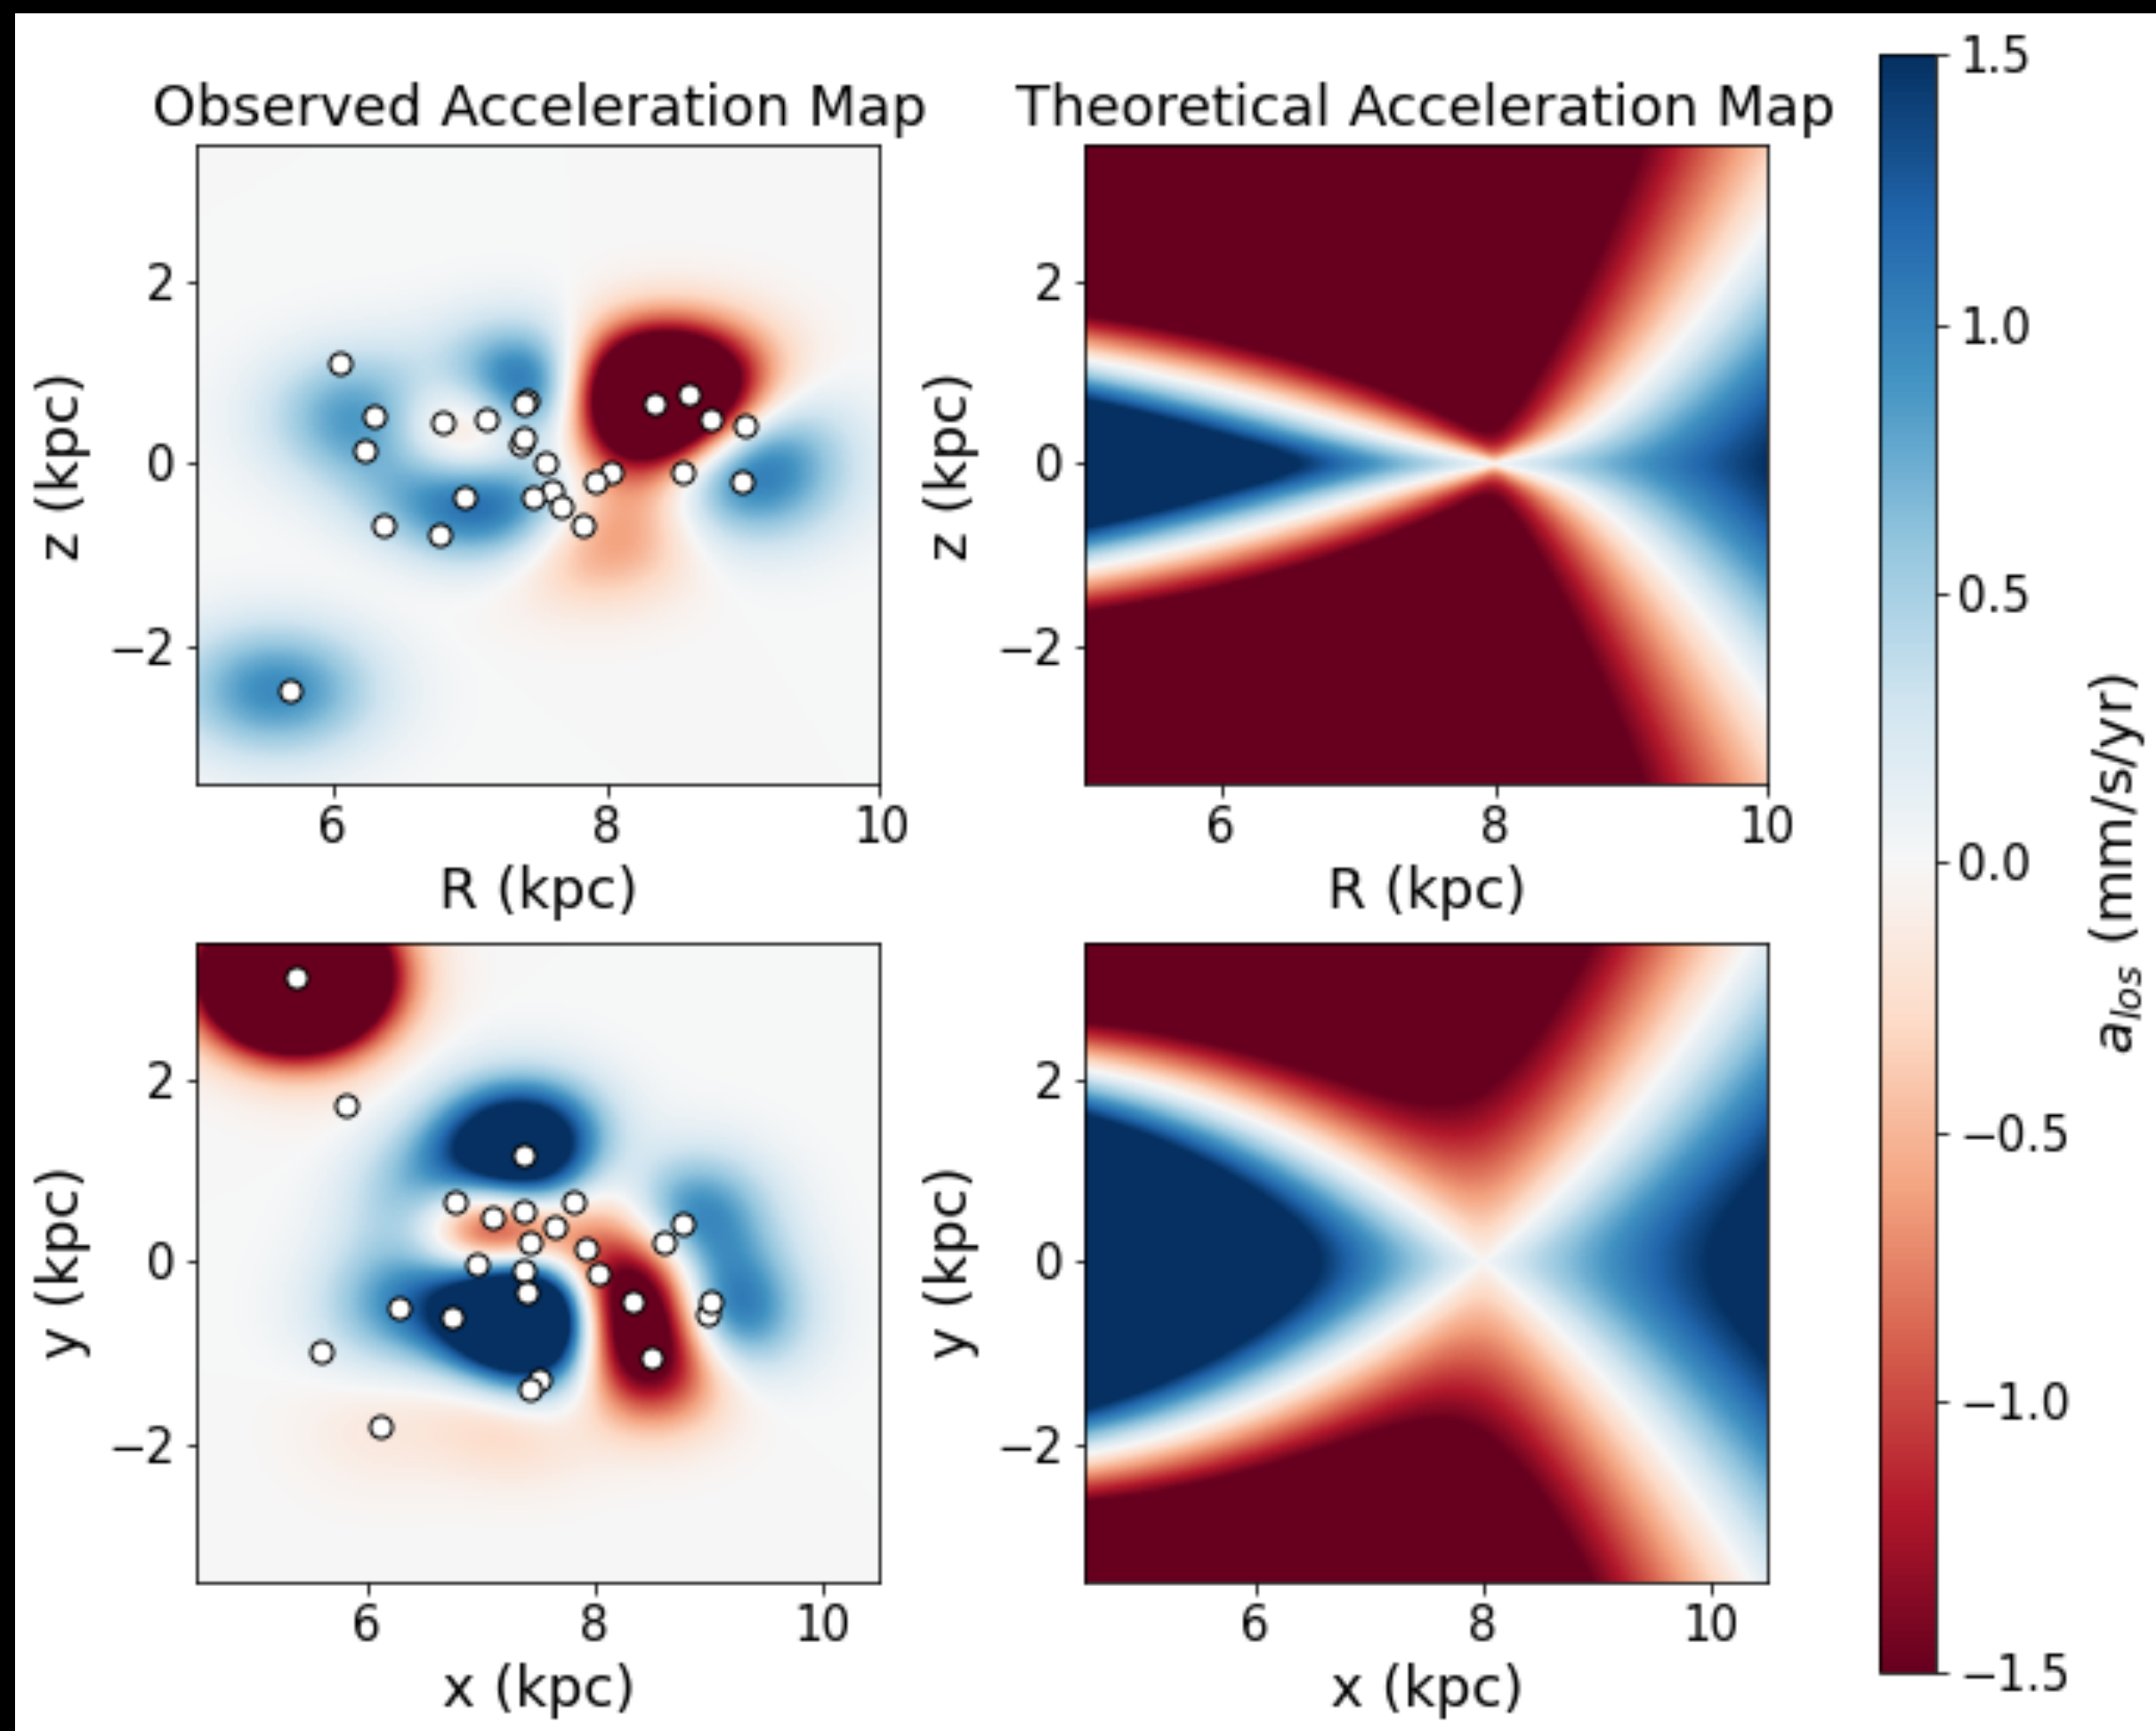 Observed Acceleration Map
Theoretical Acceleration Map
2
0
−2
z (kpc)
6 8 10
R (kpc)
2
0
−2
z (kpc)
6 8 10
R (kpc)
2
0
−2
y (kpc)
6 8 10
x (kpc)
2
0
−2
y (kpc)
6 8 10
x (kpc)
1.5
1.0
0.5
0.0
−0.5
−1.0
−1.5
a_los (mm/s/yr)